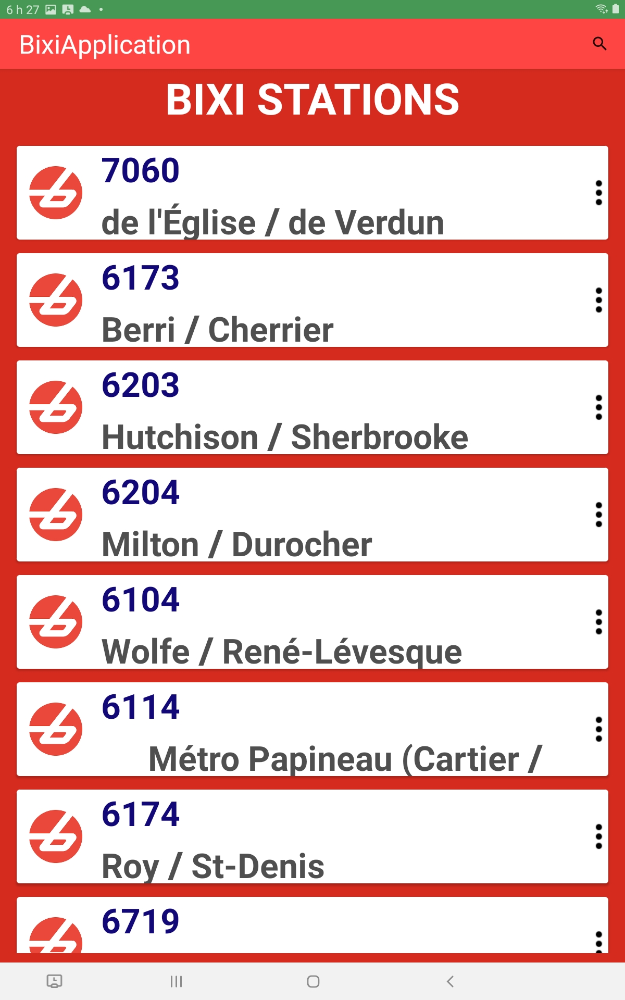 6 h 27
BixiApplication
BIXI STATIONS
7060
de l'Église / de Verdun
6173
Berri / Cherrier
6203
Hutchison / Sherbrooke
6204
Milton / Durocher
6104
Wolfe / René-Lévesque
6114
Métro Papineau (Cartier /
6174
Roy / St-Denis
6719